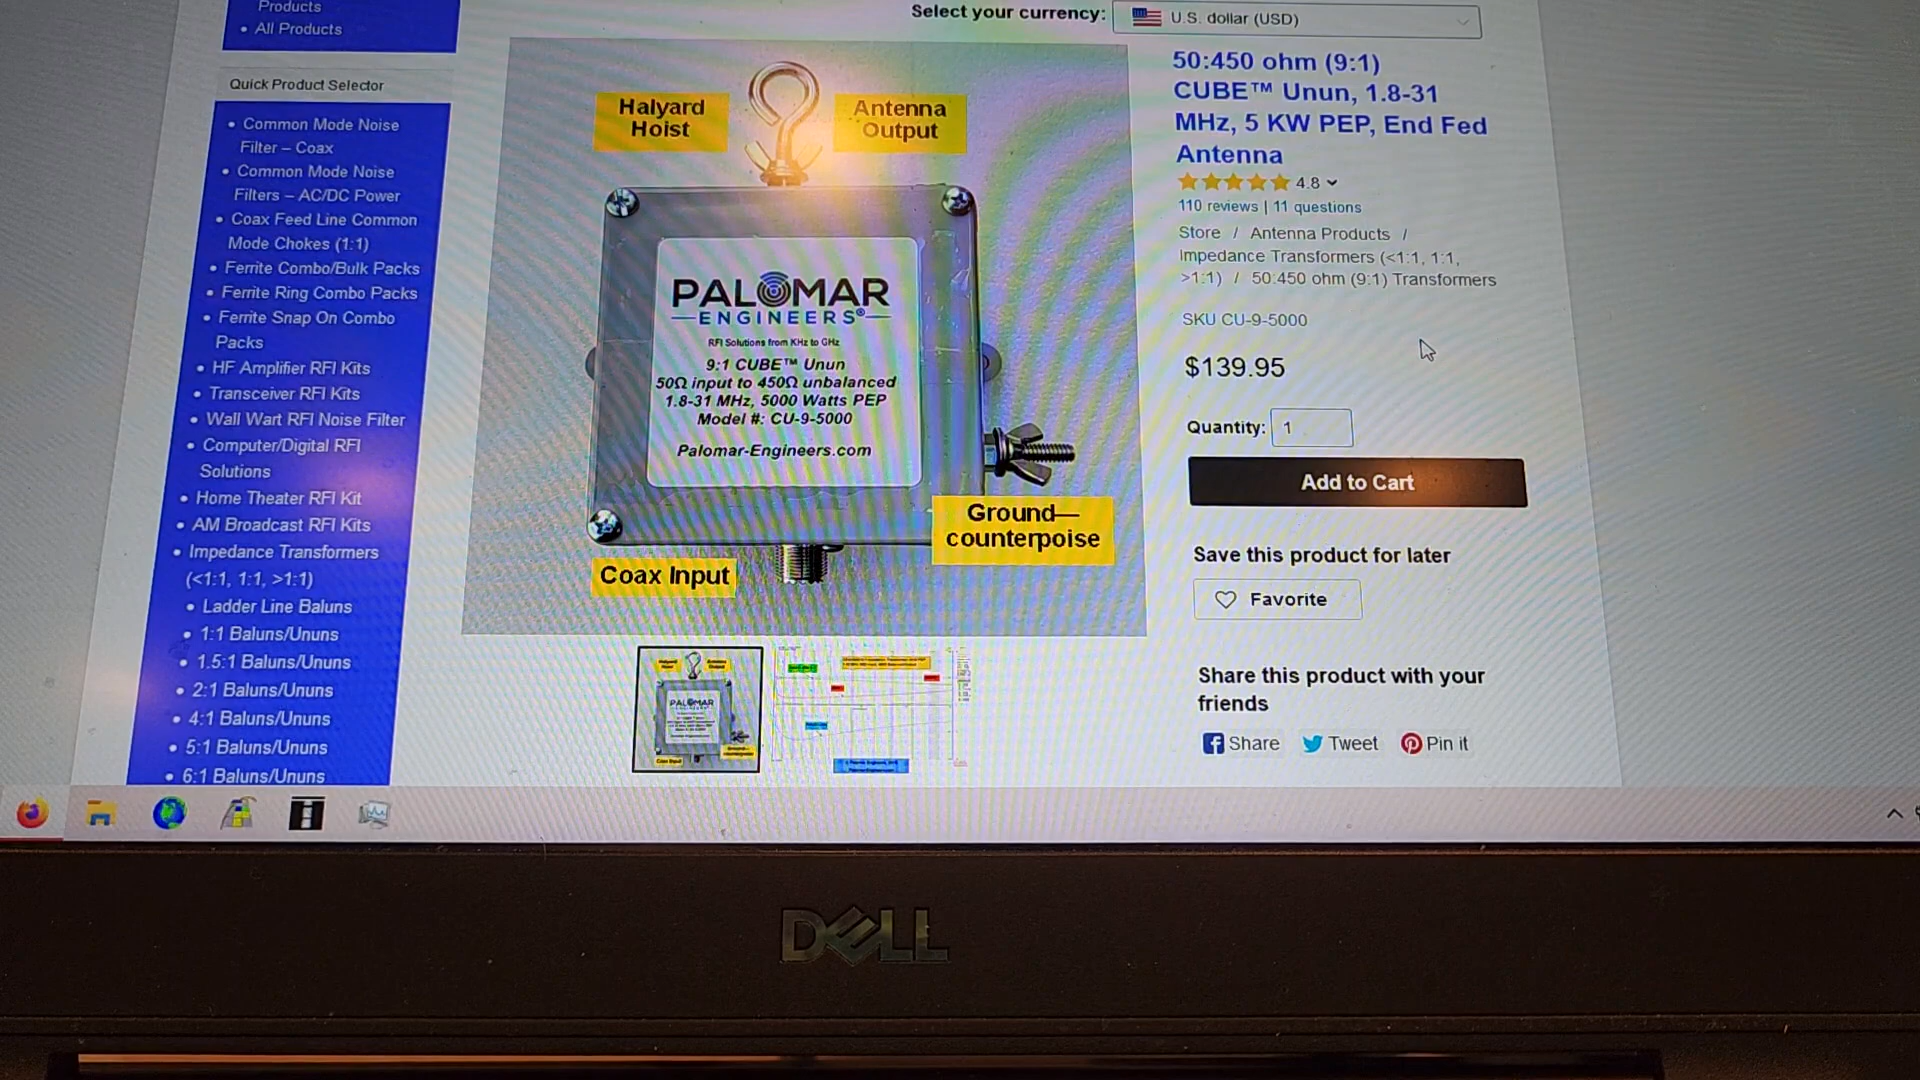 Products
• All Products
Quick Product Selector
• Common Mode Noise
Filter – Coax
• Common Mode Noise
Filters – AC/DC Power
• Coax Feed Line Common
Mode Chokes (1:1)
• Ferrite Combo/Bulk Packs
• Ferrite Ring Combo Packs
• Ferrite Snap On Combo
Packs
• HF Amplifier RFI Kits
• Transceiver RFI Kits
• Wall Wart RFI Noise Filter
• Computer/Digital RFI
Solutions
• Home Theater RFI Kit
• AM Broadcast RFI Kits
• Impedance Transformers
(<1:1, 1:1, >1:1)
• Ladder Line Baluns
• 1:1 Baluns/Ununs
• 1.5:1 Baluns/Ununs
• 2:1 Baluns/Ununs
• 4:1 Baluns/Ununs
• 5:1 Baluns/Ununs
• 6:1 Baluns/Ununs
Select your currency:
U.S. dollar (USD)
Halyard
Hoist
Antenna
Output
PALOMAR
ENGINEERS®
RFI Solutions from KHz to GHz
9:1 CUBE™ Unun
50Ω input to 450Ω unbalanced
1.8-31 MHz, 5000 Watts PEP
Model #: CU-9-5000
Palomar-Engineers.com
Ground—
counterpoise
Coax Input
50:450 ohm (9:1)
CUBE™ Unun, 1.8-31
MHz, 5 KW PEP, End Fed
Antenna
4.8
110 reviews | 11 questions
Store / Antenna Products /
Impedance Transformers (<1:1, 1:1,
>1:1) / 50:450 ohm (9:1) Transformers
SKU CU-9-5000
$139.95
Quantity: 1
Add to Cart
Save this product for later
Favorite
Share this product with your
friends
Share Tweet Pin it
PALOMAR
DELL